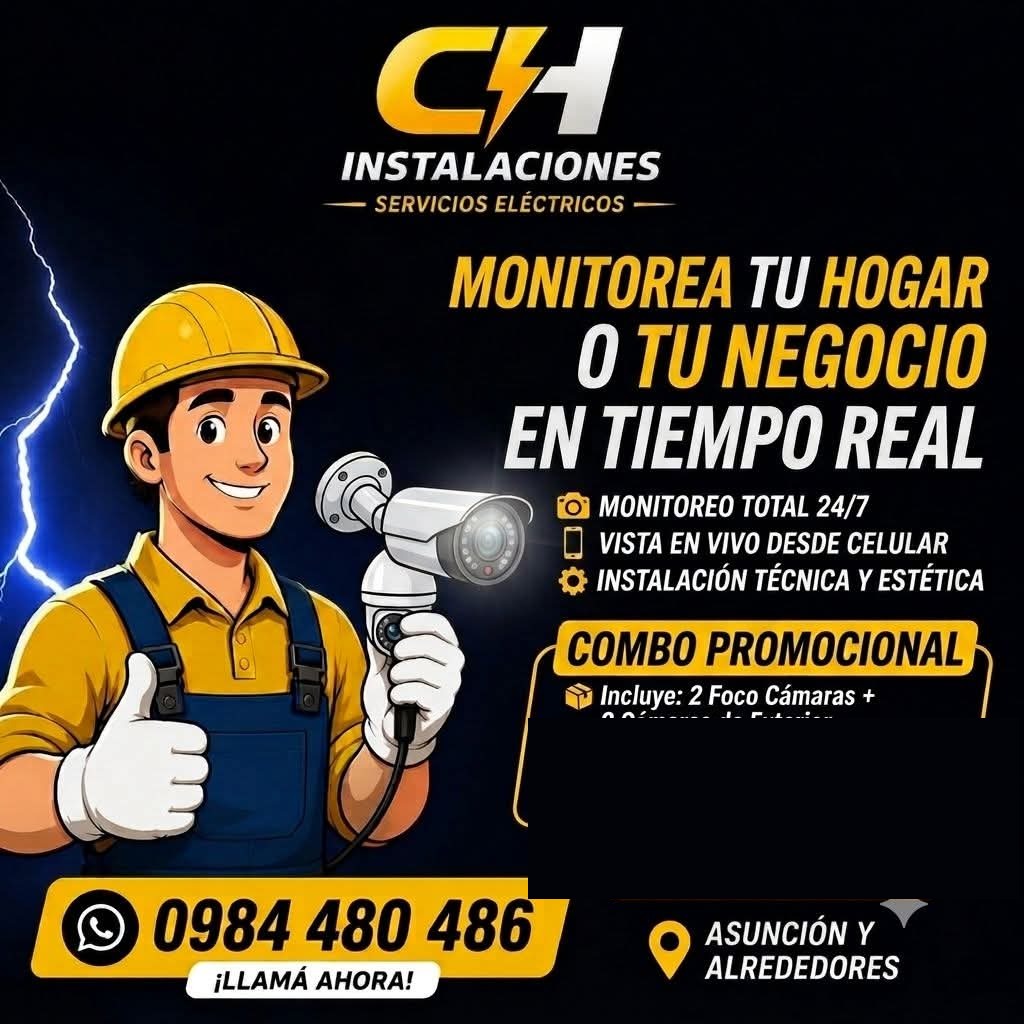 CH
INSTALACIONES
SERVICIOS ELÉCTRICOS
MONITOREA TU HOGAR
O TU NEGOCIO
EN TIEMPO REAL
MONITOREO TOTAL 24/7
VISTA EN VIVO DESDE CELULAR
INSTALACIÓN TÉCNICA Y ESTÉTICA
COMBO PROMOCIONAL
Incluye: 2 Foco Cámaras +
0984 480 486
¡LLAMÁ AHORA!
ASUNCIÓN Y
ALREDEDORES